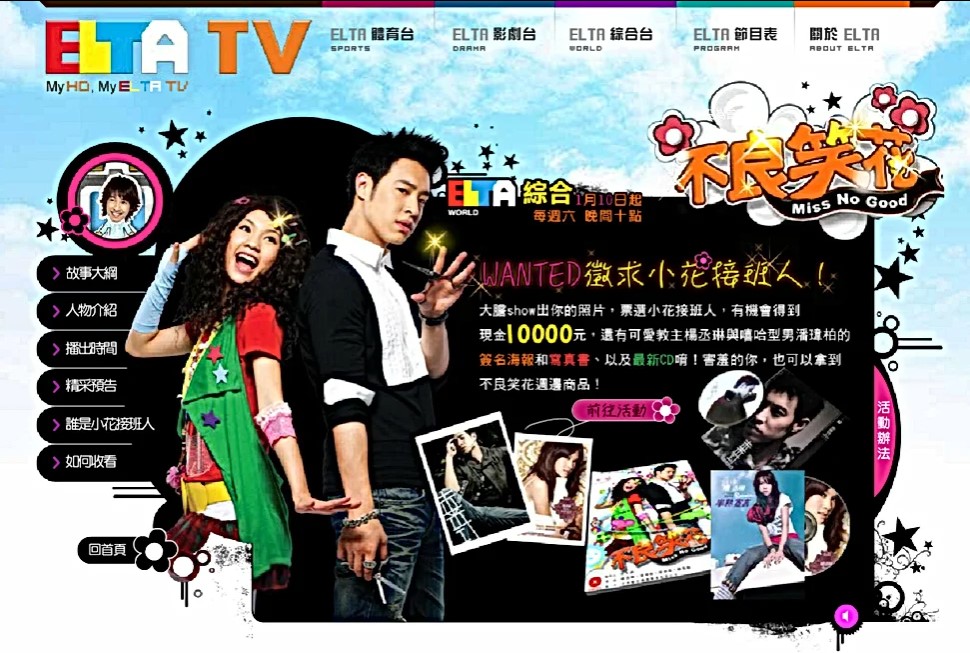 ELTA TV
My HD, My ELTA TV
ELTA 體育台
SPORTS
ELTA 影劇台
DRAMA
ELTA 綜合台
WORLD
ELTA 節目表
PROGRAM
關於 ELTA
ABOUT ELTA
不良笑花
Miss No Good
ELTA
WORLD
綜合
1月10日起
每週六 晚間十點
故事大綱
人物介紹
播出時間
精采預告
誰是小花接班人
如何收看
回首頁
WANTED徵求小花接班人！
大膽show出你的照片，票選小花接班人，有機會得到
現金10000元，還有可愛教主楊丞琳與嘻哈型男潘瑋柏的
簽名海報和寫真書、以及最新CD唷！害羞的你，也可以拿到
不良笑花週邊商品！
前往活動
活動辦法
不良笑花
Miss No Good